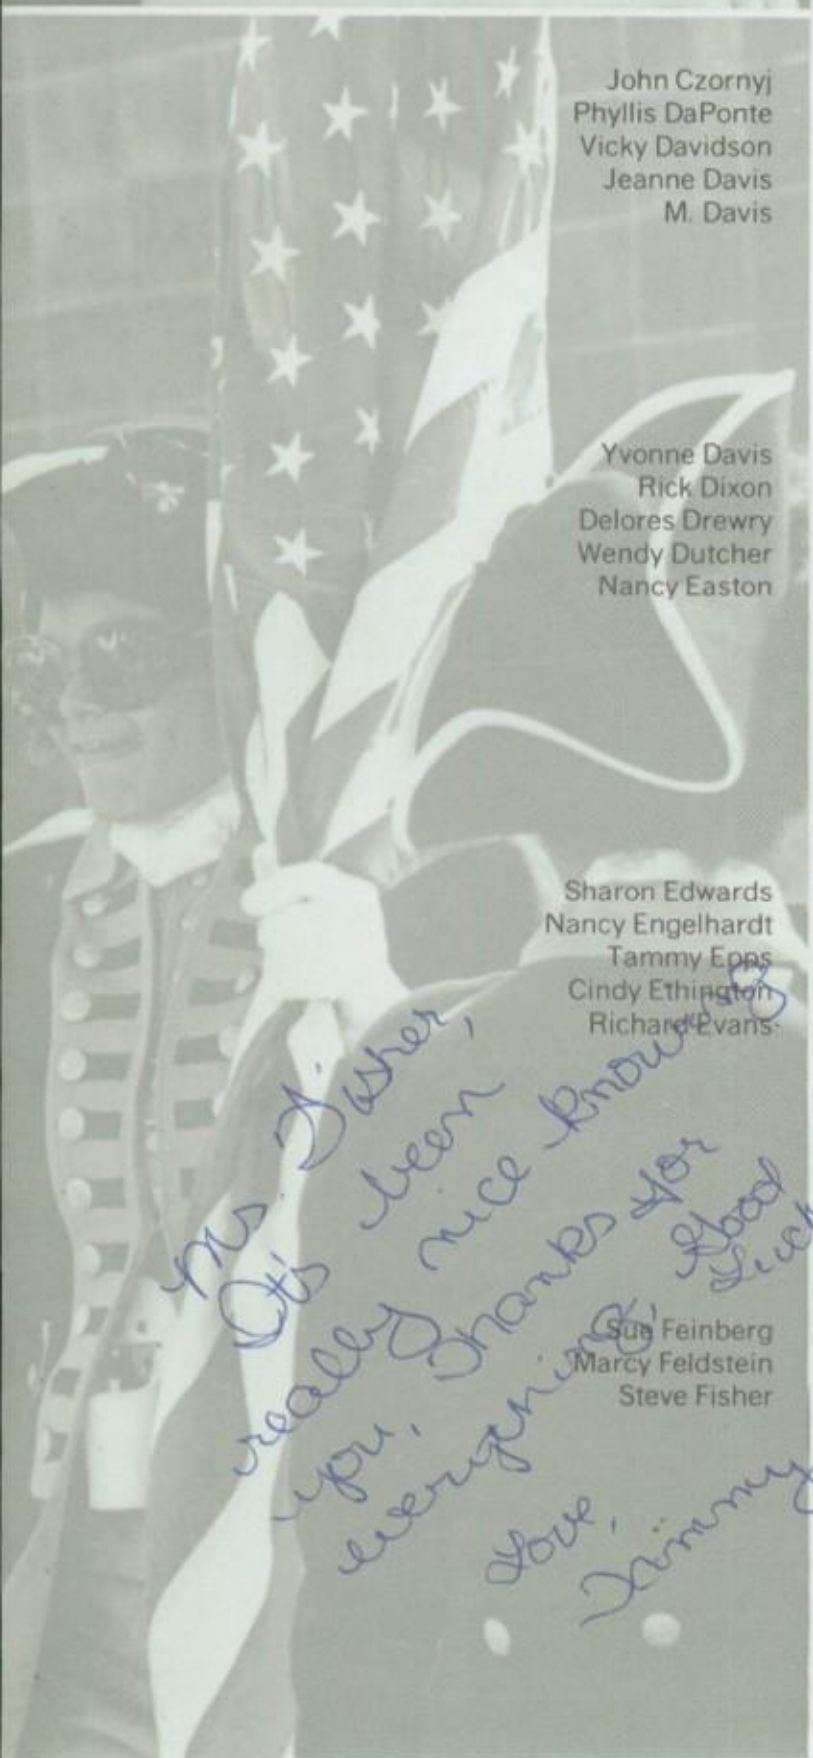 John Czornyj
Phyllis DaPonte
Vicky Davidson
Jeanne Davis
M. Davis
Yvonne Davis
Rick Dixon
Delores Drewry
Wendy Dutcher
Nancy Easton
Sharon Edwards
Nancy Engelhardt
Tammy Epps
Cindy Ethington
Richard Evans
Sue Feinberg
Marcy Feldstein
Steve Fisher
Ms. Fisher,
It's been
really nice knowing
you. Thanks for
everything. Good
Luck
Love,
Tammy